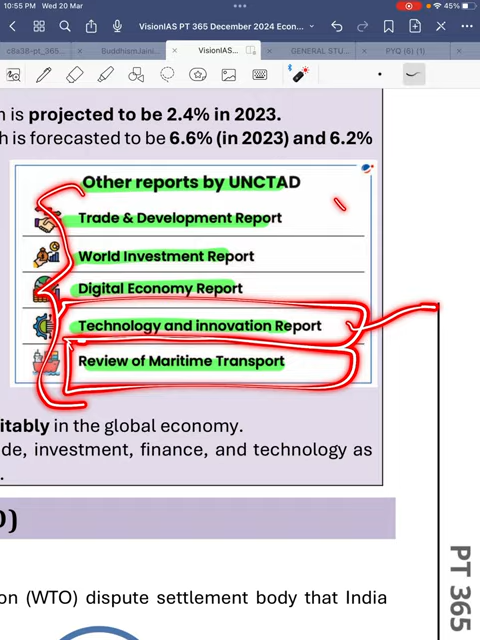 10:55 PM Wed 20 Mar
45%
VisionIAS PT 365 December 2024 Econ...
c8a38-pt_365...
Buddhism.Jaini...
VisionIAS...
GENERAL STU...
PYQ (6) (1)
h is projected to be 2.4% in 2023.
h is forecasted to be 6.6% (in 2023) and 6.2%
Other reports by UNCTAD
Trade & Development Report
World Investment Report
Digital Economy Report
Technology and innovation Report
Review of Maritime Transport
itably in the global economy.
de, investment, finance, and technology as
.
)
on (WTO) dispute settlement body that India
PT 365